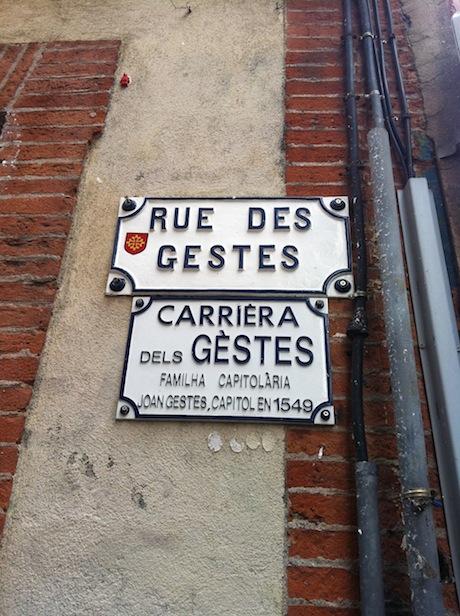 RUE DES
GESTES
CARRIÈRA
DELS GÈSTES
FAMILHA CAPITOLÀRIA
JOAN GESTES, CAPITOL EN 1549